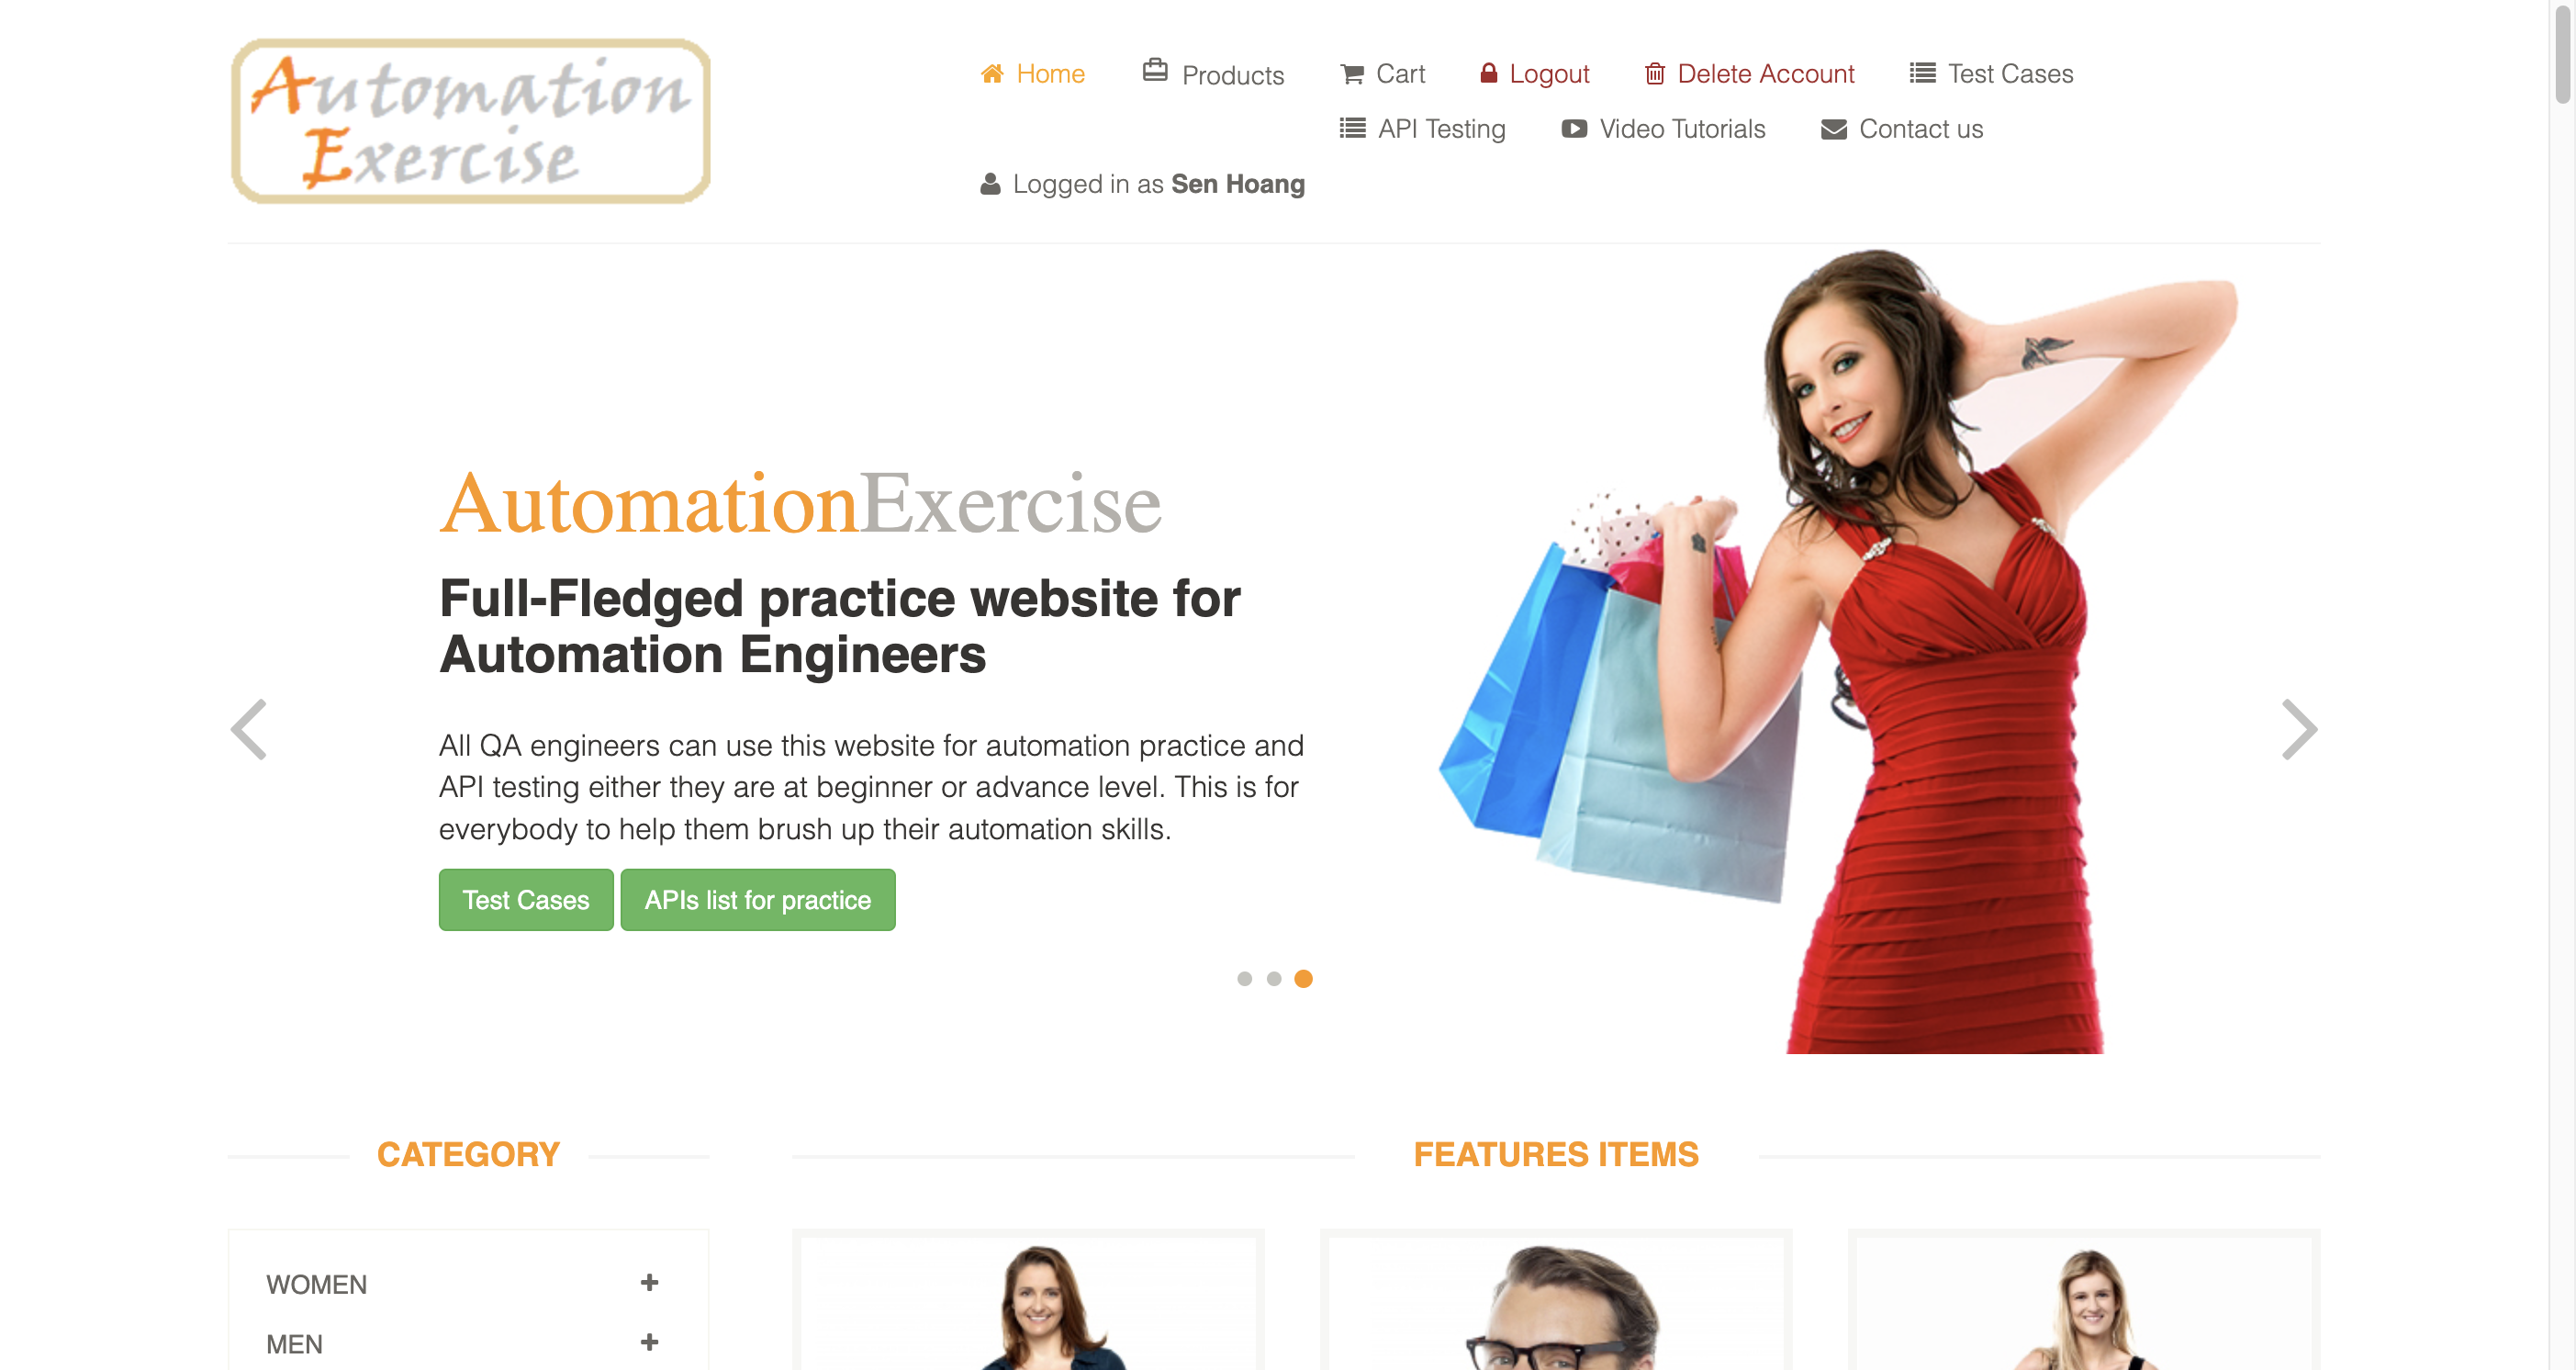 Automation
Exercise
Home Products Cart Logout Delete Account Test Cases
API Testing Video Tutorials Contact us
Logged in as Sen Hoang
AutomationExercise
Full-Fledged practice website for
Automation Engineers
All QA engineers can use this website for automation practice and
API testing either they are at beginner or advance level. This is for
everybody to help them brush up their automation skills.
Test Cases APIs list for practice
CATEGORY FEATURES ITEMS
WOMEN
MEN